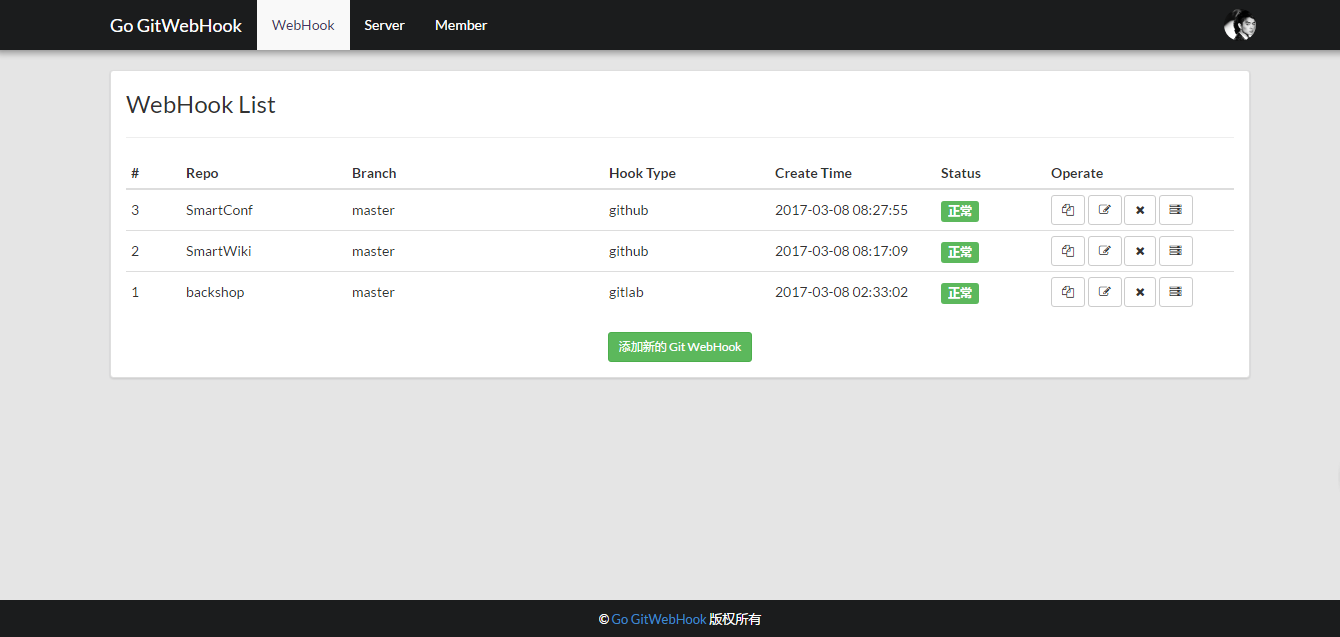 Go GitWebHook WebHook Server Member
WebHook List
# Repo Branch Hook Type Create Time Status Operate
3 SmartConf master github 2017-03-08 08:27:55 正常
2 SmartWiki master github 2017-03-08 08:17:09 正常
1 backshop master gitlab 2017-03-08 02:33:02 正常
添加新的 Git WebHook
© Go GitWebHook 版权所有